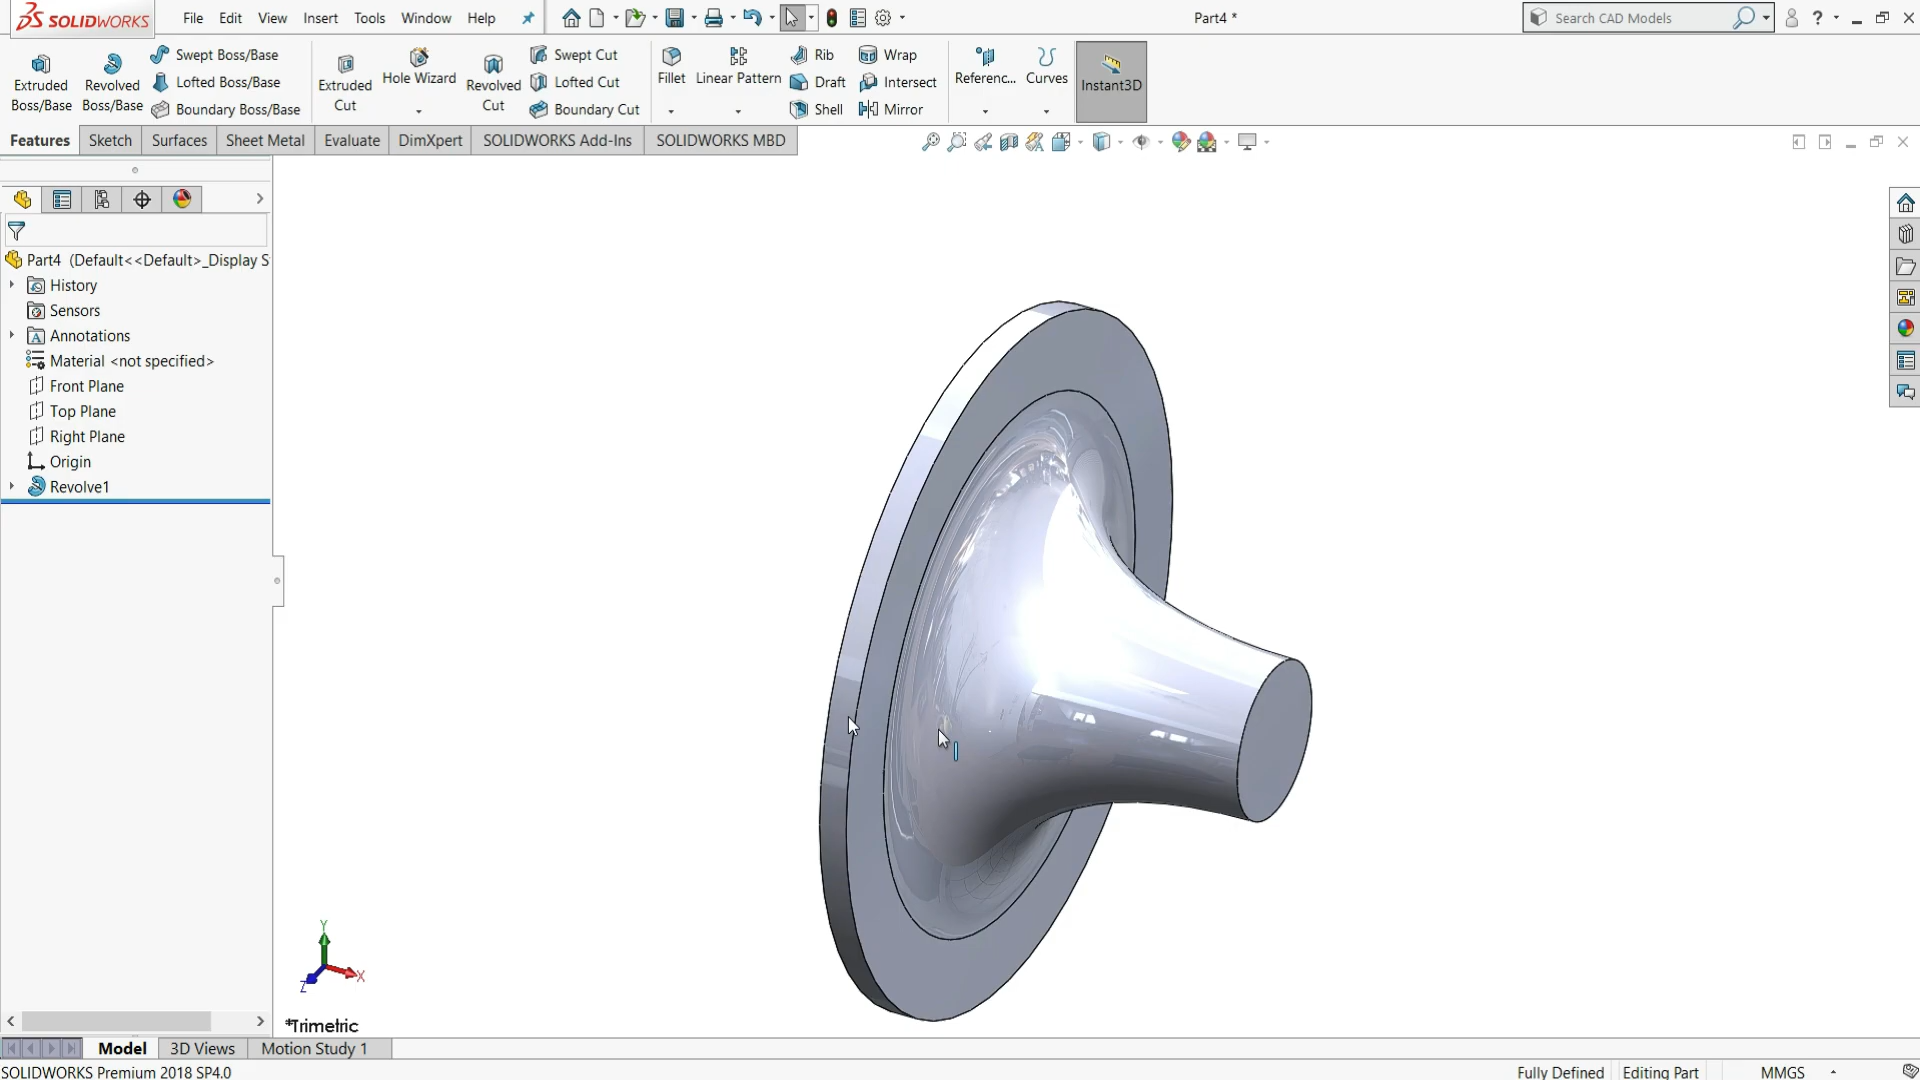 SOLIDWORKS File Edit View Insert Tools Window Help Part4 * Search CAD Models ?
Extruded Boss/Base
Revolved Boss/Base
Swept Boss/Base
Lofted Boss/Base
Boundary Boss/Base
Extruded Cut
Hole Wizard
Revolved Cut
Swept Cut
Lofted Cut
Boundary Cut
Fillet
Linear Pattern
Rib
Draft
Shell
Wrap
Intersect
Mirror
Referenc...
Curves
Instant3D
Features Sketch Surfaces Sheet Metal Evaluate DimXpert SOLIDWORKS Add-Ins SOLIDWORKS MBD
Part4 (Default<<Default>_Display S
History
Sensors
Annotations
Material <not specified>
Front Plane
Top Plane
Right Plane
Origin
Revolve1
Y
X
Z
*Trimetric
Model 3D Views Motion Study 1
SOLIDWORKS Premium 2018 SP4.0 Fully Defined Editing Part MMGS